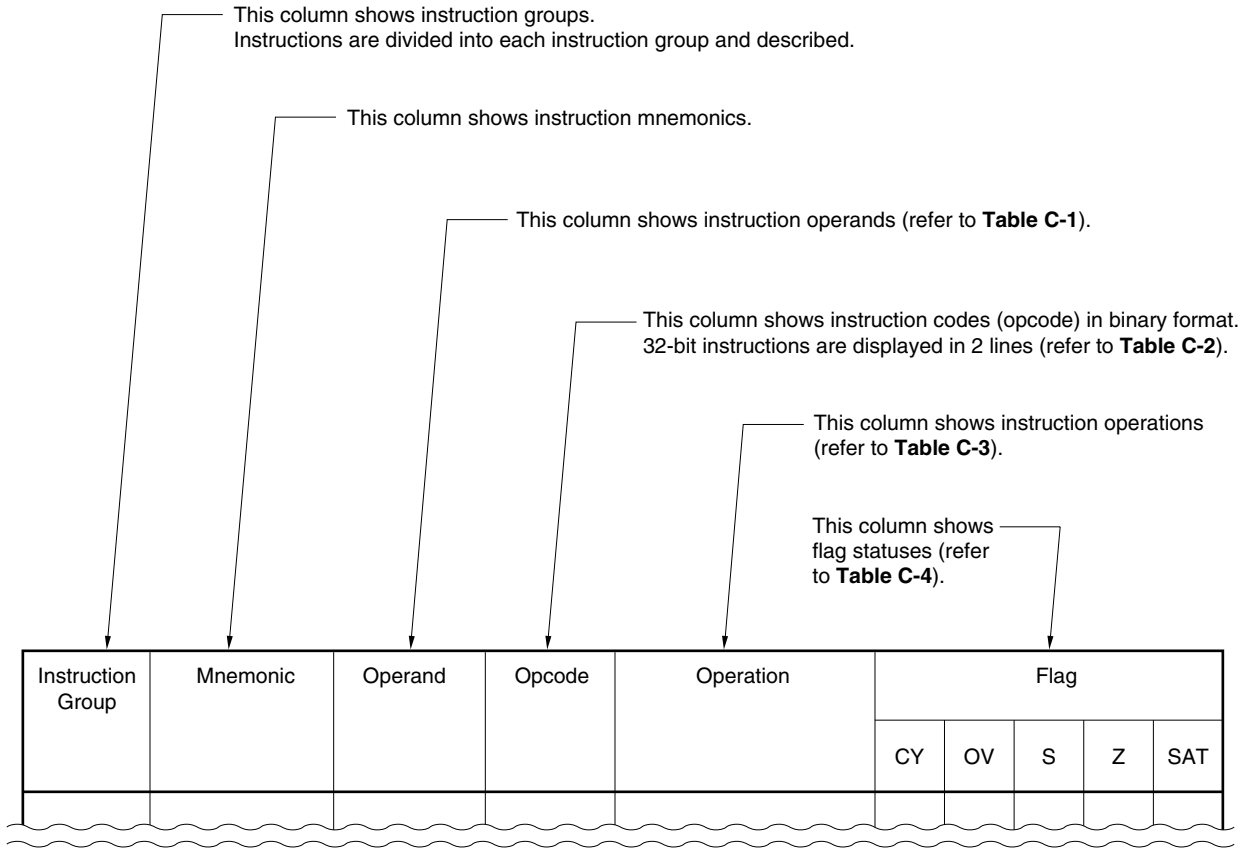 This column shows instruction groups.
Instructions are divided into each instruction group and described.
This column shows instruction mnemonics.
This column shows instruction operands (refer to Table C-1).
This column shows instruction codes (opcode) in binary format.
32-bit instructions are displayed in 2 lines (refer to Table C-2).
This column shows instruction operations
(refer to Table C-3).
This column shows
flag statuses (refer
to Table C-4).
Instruction
Group
Mnemonic
Operand
Opcode
Operation
Flag
CY
OV
S
Z
SAT